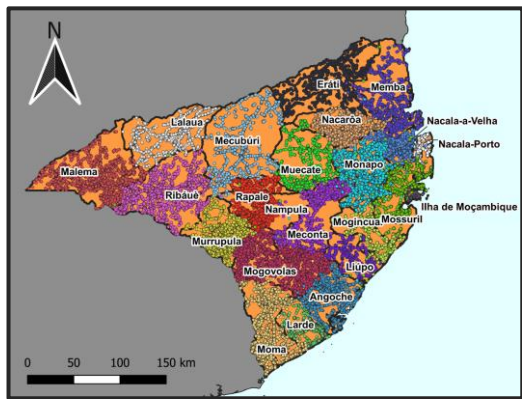 N
Eráti
Memba
Lalaua
Nacarôa
Nacala-a-Velha
Mecubúri
Nacala-Porto
Muecate
Monapo
Malema
Ribáuè
Rapale
Nampula
Ilha de Moçambique
Mogincua
Mossuril
Meconta
Murrupula
Liúpo
Mogovolas
Angoche
Larde
Moma
0 50 100 150 km